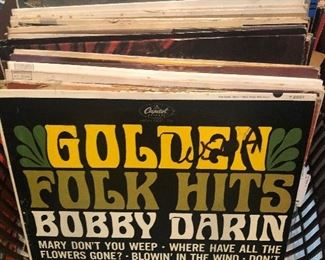 Capitol
GOLDEN
FOLK HITS
BOBBY DARIN
MARY DON'T YOU WEEP • WHERE HAVE ALL THE
FLOWERS GONE? • BLOWIN' IN THE WIND • DON'T